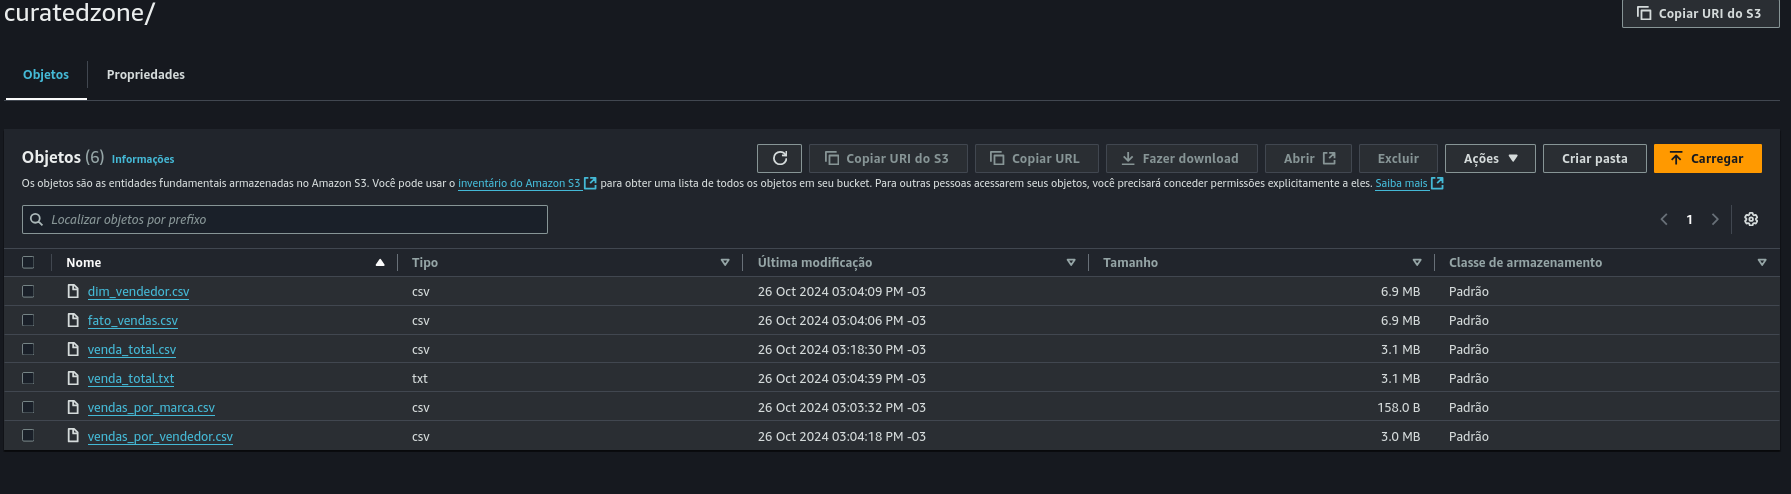 curatedzone/
Copiar URI do S3
Objetos Propriedades
Objetos (6) Informações
Copiar URI do S3 Copiar URL Fazer download Abrir Excluir Ações Criar pasta Carregar
Os objetos são as entidades fundamentais armazenadas no Amazon S3. Você pode usar o inventário do Amazon S3 para obter uma lista de todos os objetos em seu bucket. Para outras pessoas acessarem seus objetos, você precisará conceder permissões explicitamente a eles. Saiba mais
Localizar objetos por prefixo
1
Nome Tipo Última modificação Tamanho Classe de armazenamento
dim_vendedor.csv csv 26 Oct 2024 03:04:09 PM -03 6.9 MB Padrão
fato_vendas.csv csv 26 Oct 2024 03:04:06 PM -03 6.9 MB Padrão
venda_total.csv csv 26 Oct 2024 03:18:30 PM -03 3.1 MB Padrão
venda_total.txt txt 26 Oct 2024 03:04:39 PM -03 3.1 MB Padrão
vendas_por_marca.csv csv 26 Oct 2024 03:03:32 PM -03 158.0 B Padrão
vendas_por_vendedor.csv csv 26 Oct 2024 03:04:18 PM -03 3.0 MB Padrão